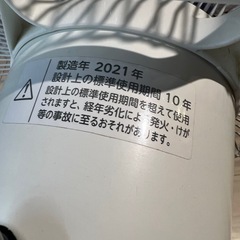 製造年 2021年
設計上の標準使用期間 10年
設計上の標準使用期間を超えて使用
されますと、経年劣化による発火・けが
等の事故に至るおそれがあります。